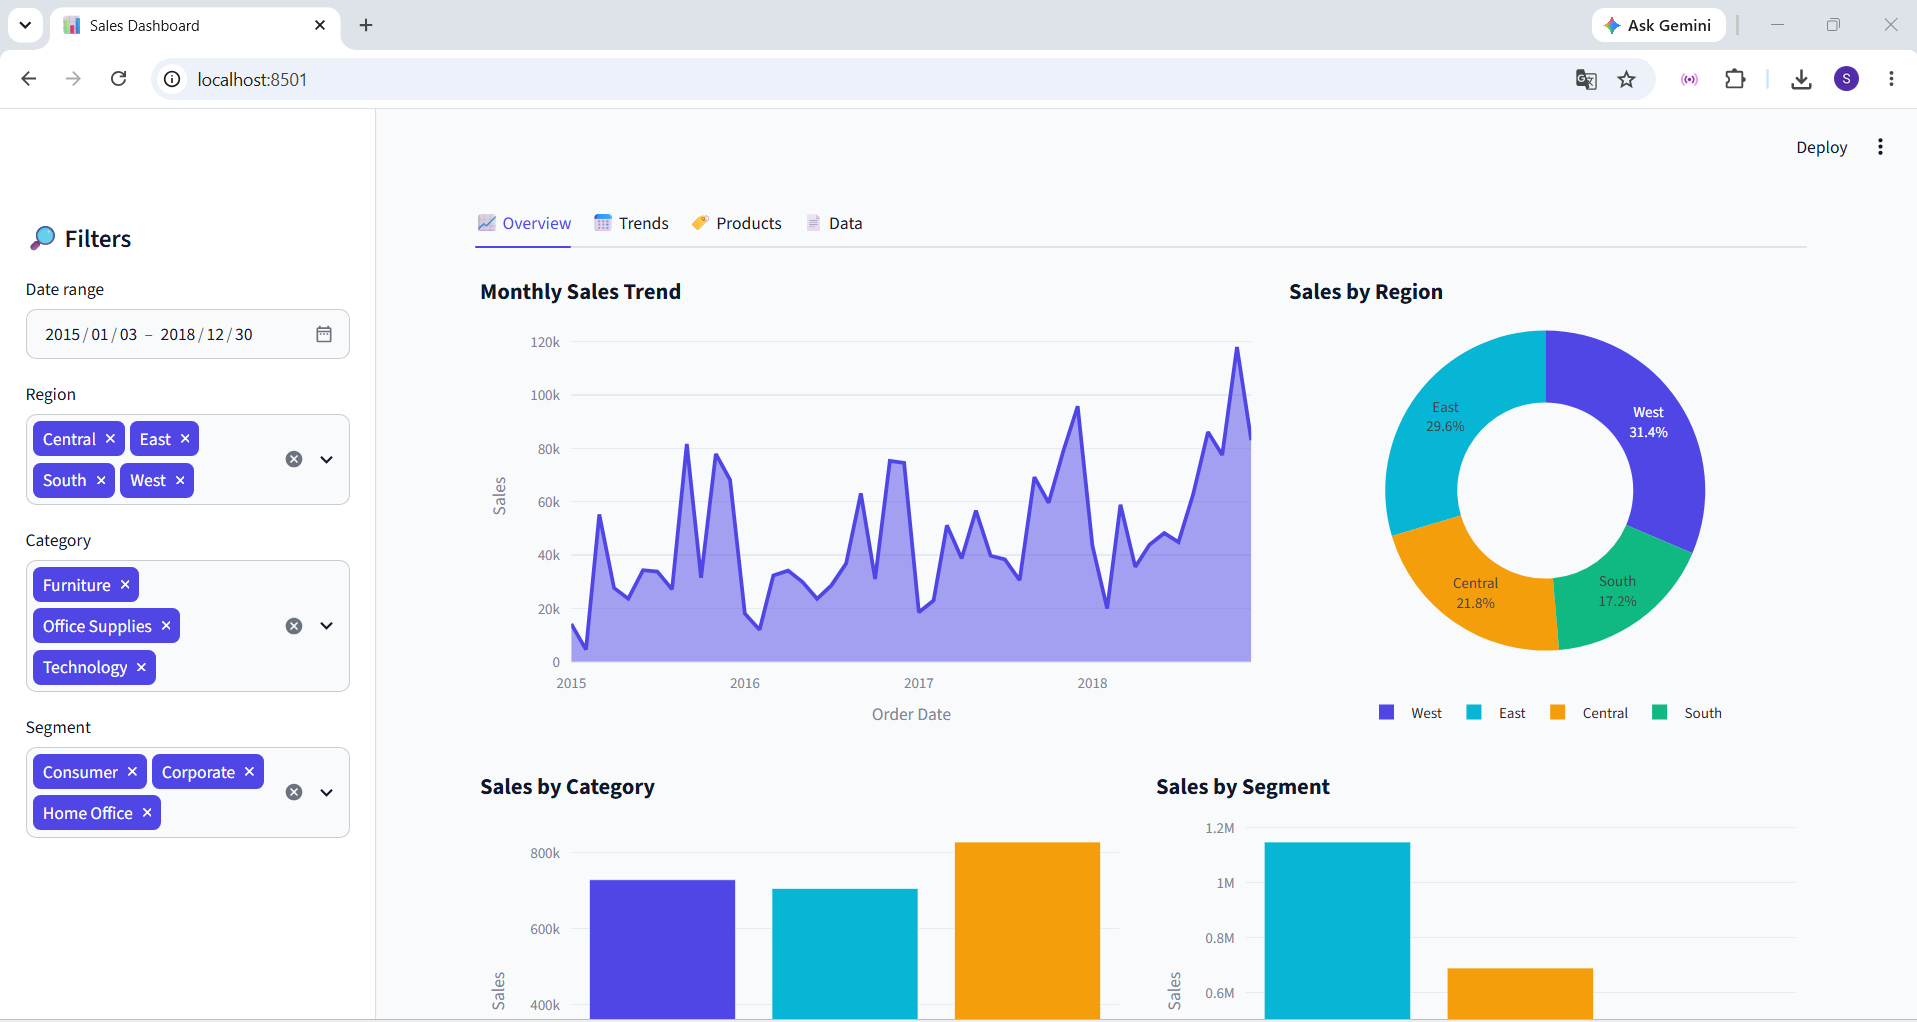 Sales Dashboard
Ask Gemini
localhost:8501
S
Deploy
Filters
Date range
2015/01/03 – 2018/12/30
Region
Central East
South West
Category
Furniture
Office Supplies
Technology
Segment
Consumer Corporate
Home Office
Overview Trends Products Data
Monthly Sales Trend
120k
100k
80k
60k
40k
20k
0
Sales
2015 2016 2017 2018
Order Date
Sales by Region
West
31.4%
East
29.6%
Central
21.8%
South
17.2%
West East Central South
Sales by Category
800k
600k
400k
Sales
Sales by Segment
1.2M
1M
0.8M
0.6M
Sales